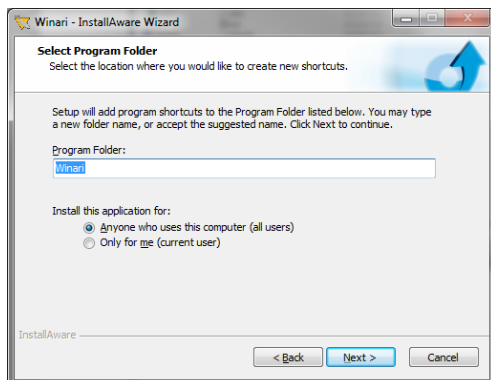 Winari - InstallAware Wizard
Select Program Folder
Select the location where you would like to create new shortcuts.
Setup will add program shortcuts to the Program Folder listed below. You may type
a new folder name, or accept the suggested name. Click Next to continue.
Program Folder:
Winari
Install this application for:
Anyone who uses this computer (all users)
Only for me (current user)
InstallAware
< Back
Next >
Cancel